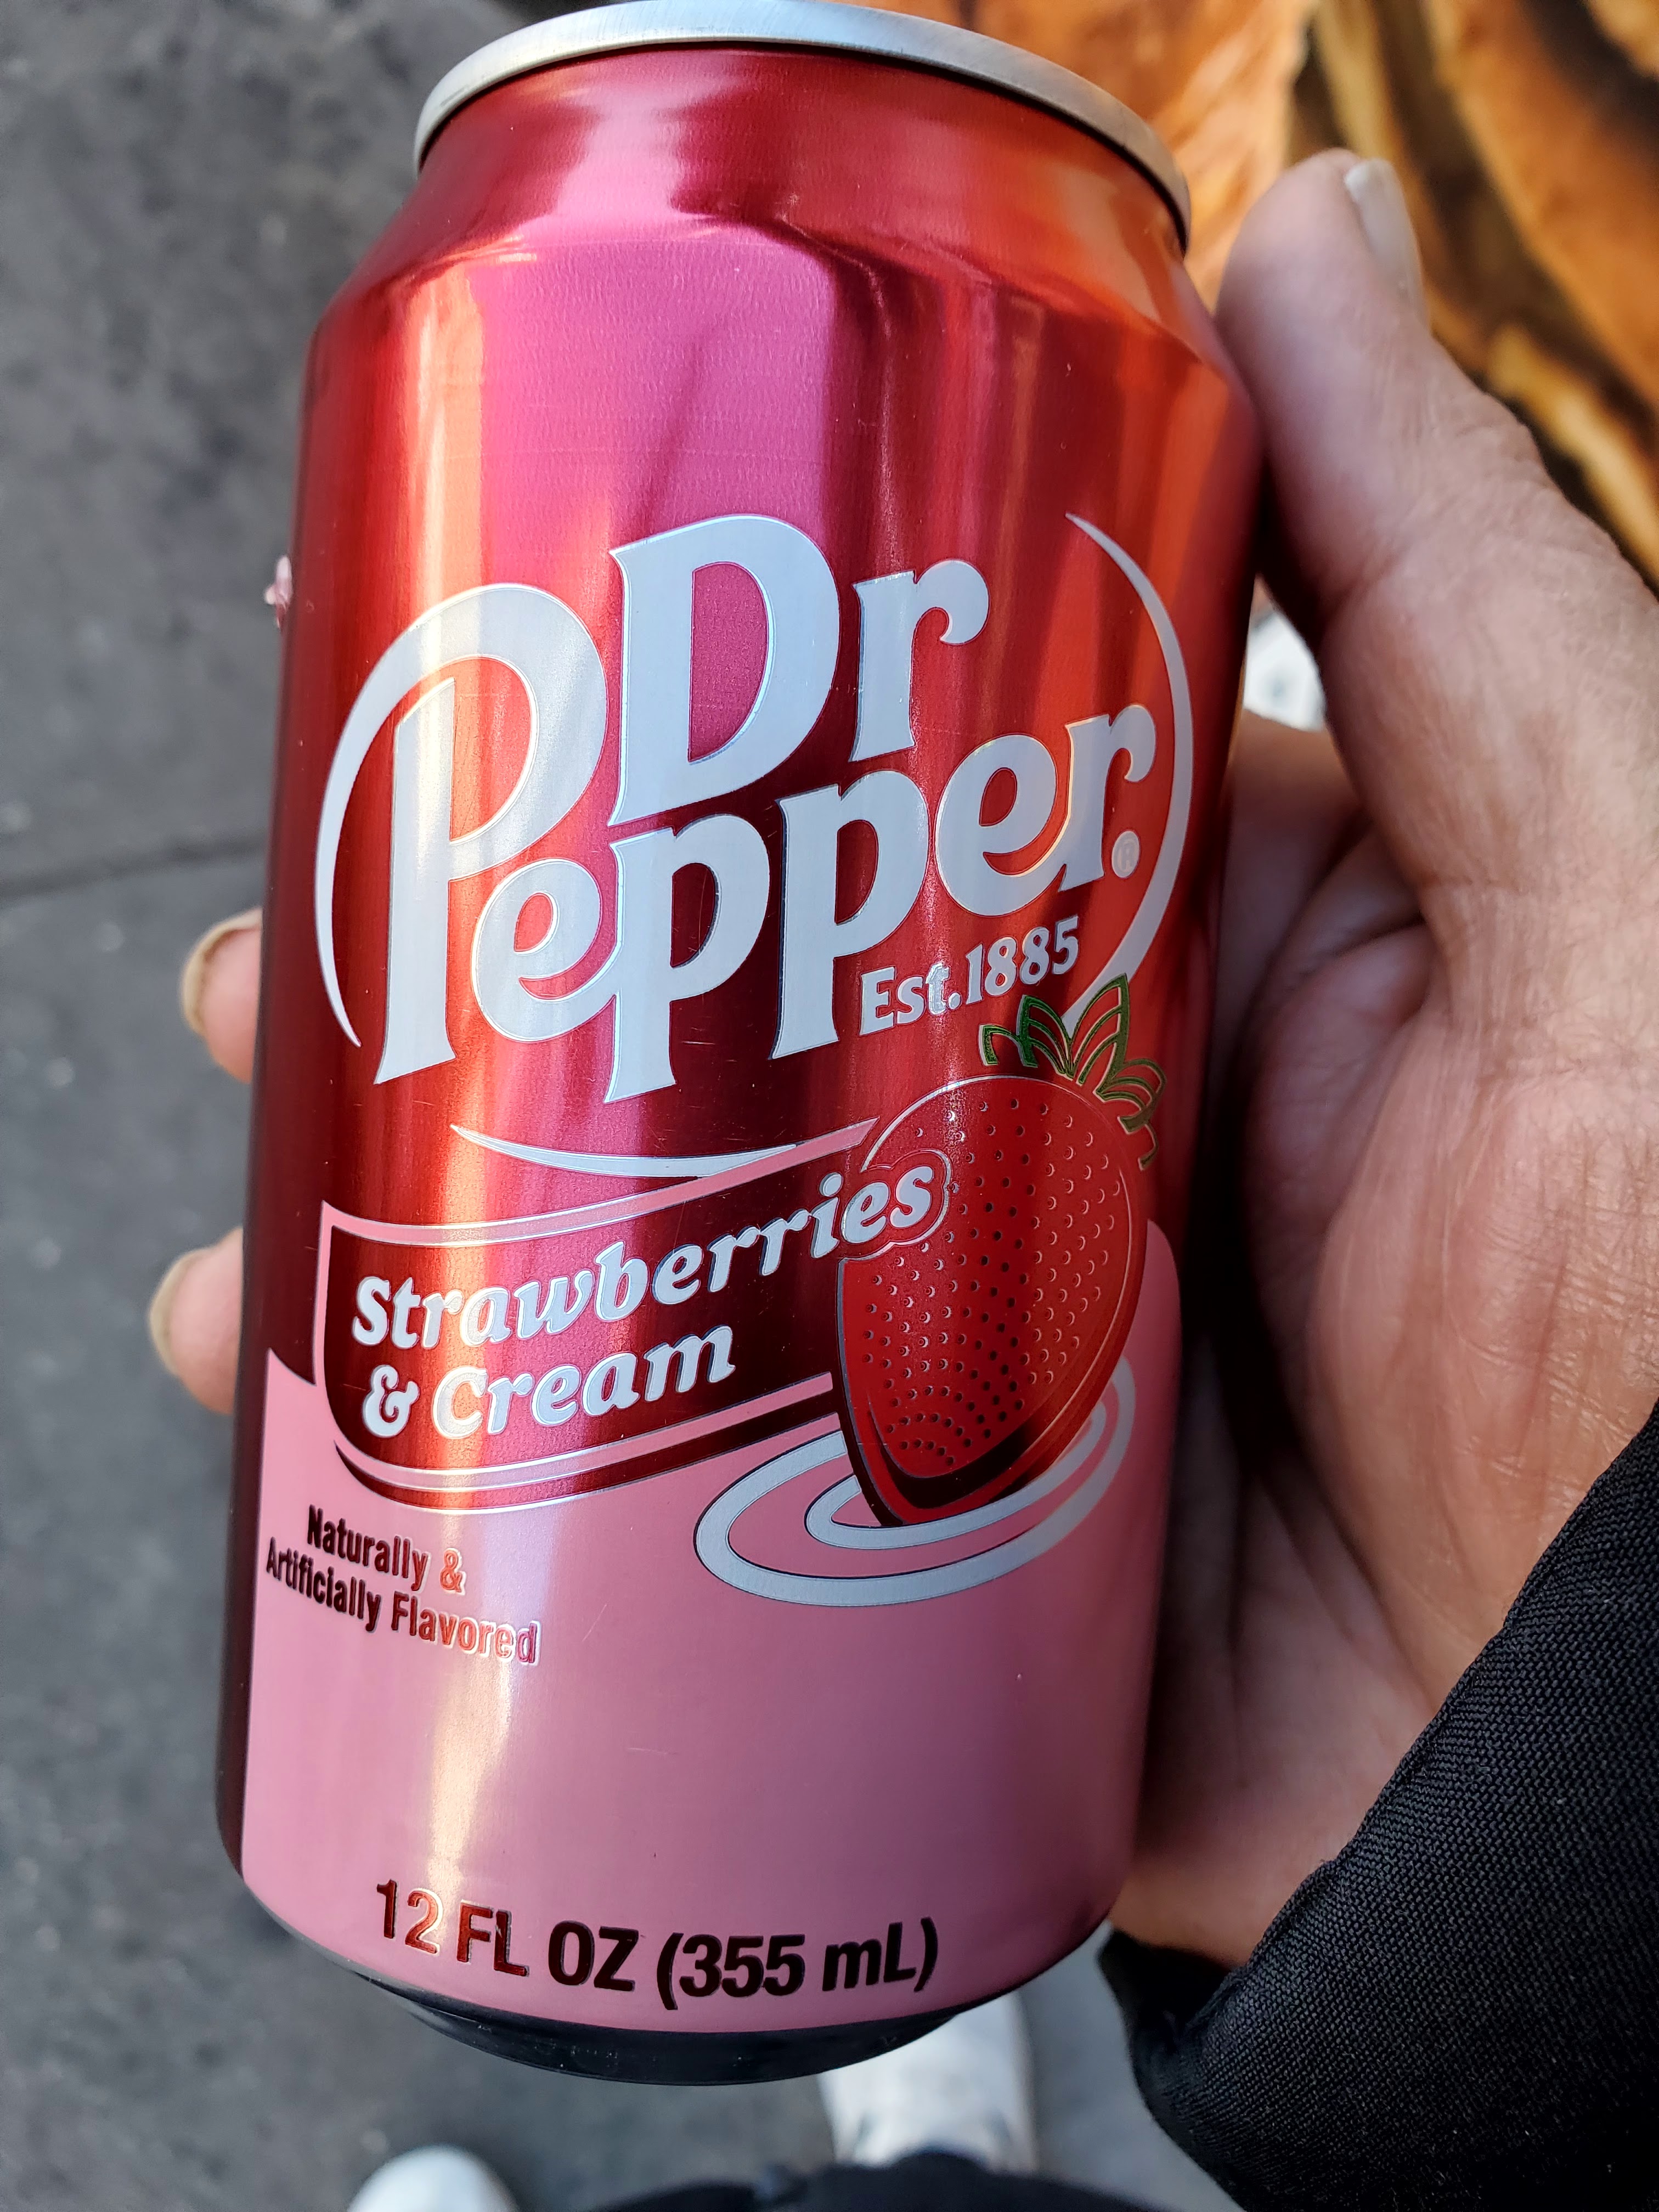 Dr
Pepper.®
Est.1885
Strawberries
& Cream
Naturally &
Artificially Flavored
12 FL OZ (355 mL)